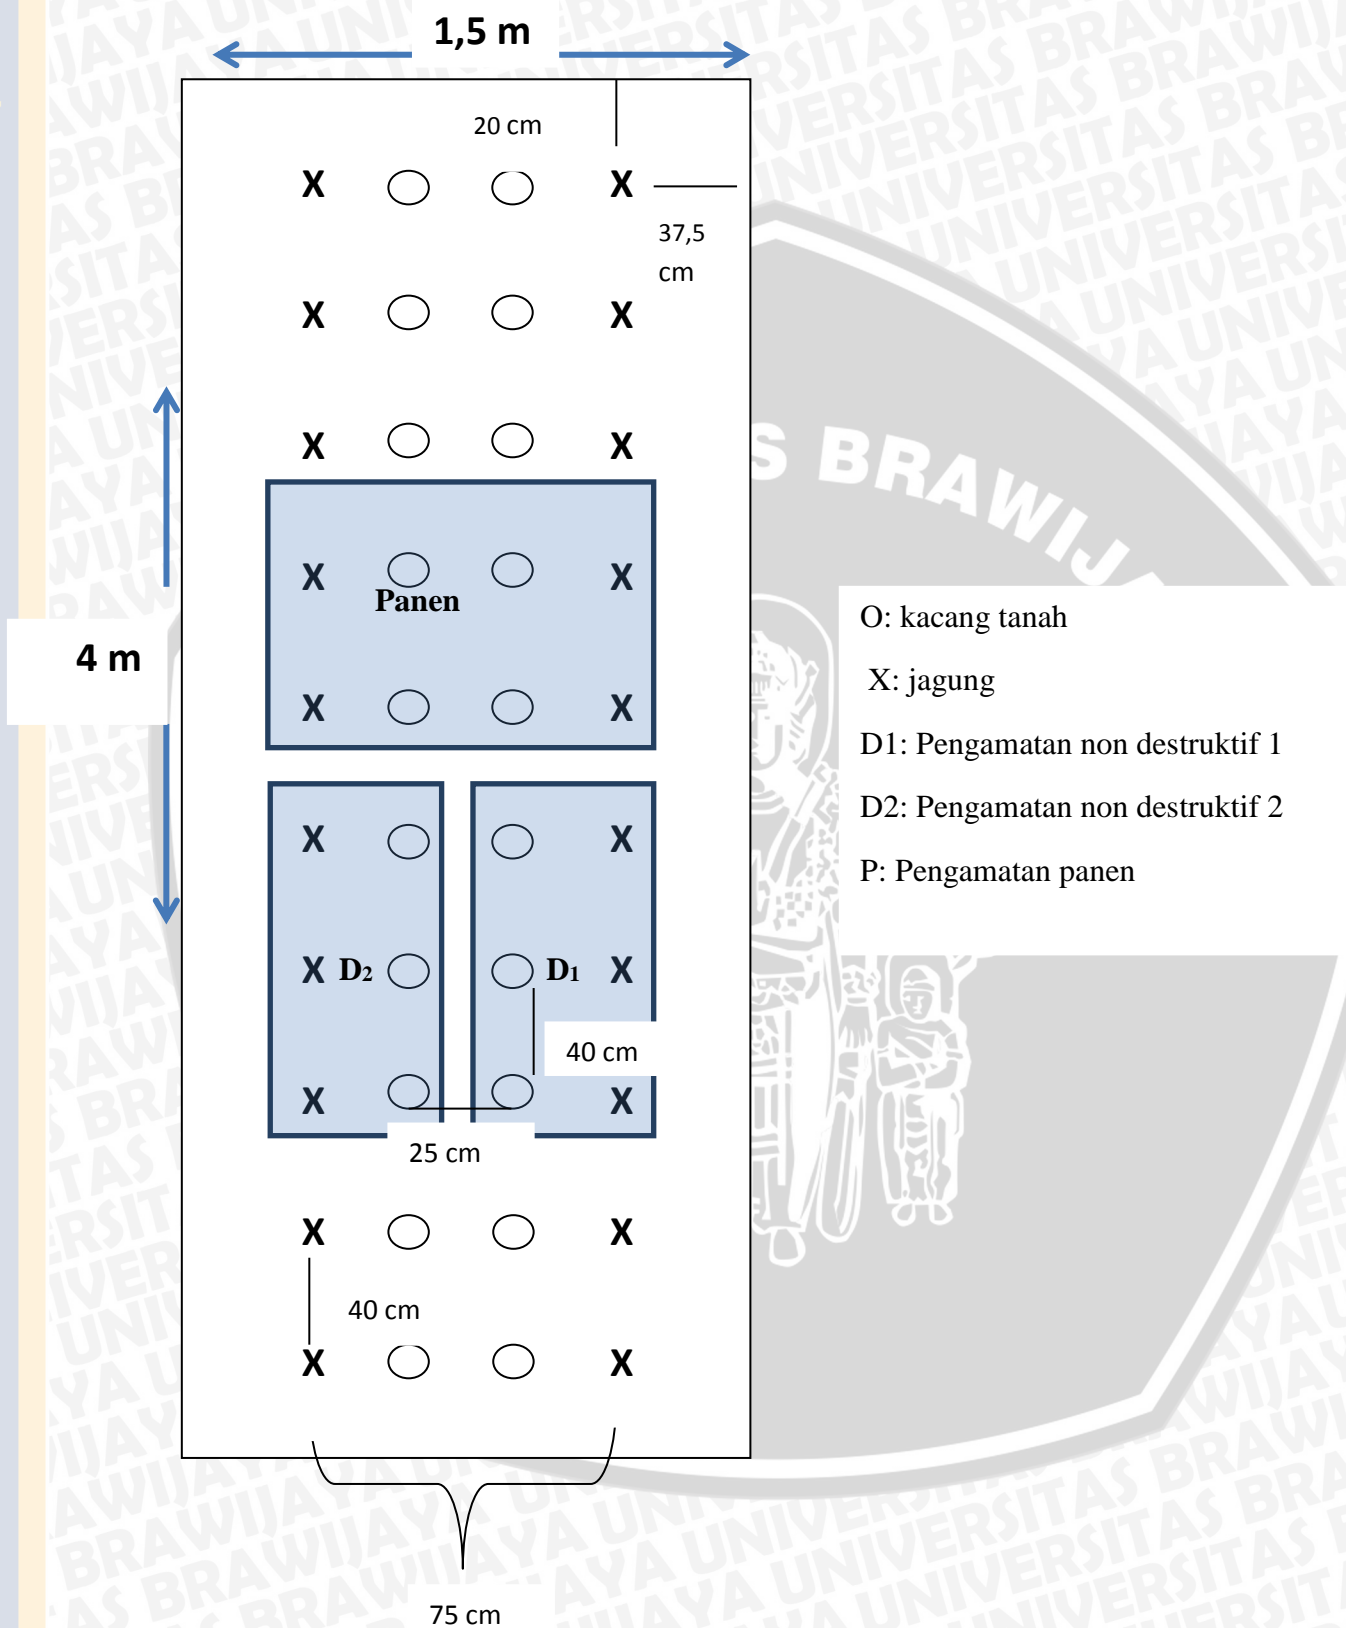 1,5 m
20 cm
X O O X
37,5
cm
X O O X
X O O X
X O O X
Panen
4 m
X O O X
X O O X
X D2 O O D1 X
40 cm
X O O X
25 cm
X O O X
40 cm
X O O X
75 cm
O: kacang tanah
X: jagung
D1: Pengamatan non destruktif 1
D2: Pengamatan non destruktif 2
P: Pengamatan panen
S BRAWIJA